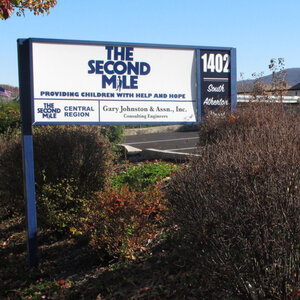 THE
SECOND
MILE
PROVIDING CHILDREN WITH HELP AND HOPE
THE
SECOND
MILE
CENTRAL
REGION
Gary Johnston & Assn., Inc.
Consulting Engineers
1402
South
Atherton
Street